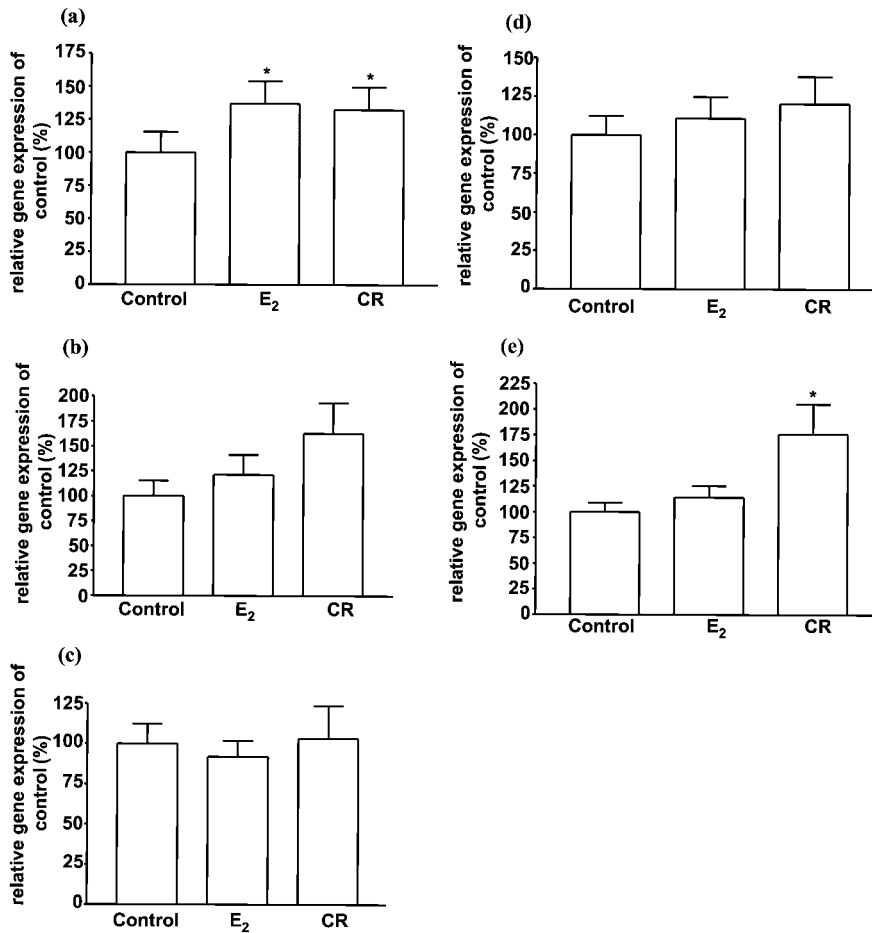 (a)
relative gene expression of
control (%)
175
150
125
100
75
50
25
0
*
*
Control E₂ CR
(d)
relative gene expression of
control (%)
150
125
100
75
50
25
0
Control E₂ CR
(b)
relative gene expression of
control (%)
200
175
150
125
100
75
50
25
0
Control E₂ CR
(e)
relative gene expression of
control (%)
225
200
175
150
125
100
75
50
25
0
*
Control E₂ CR
(c)
relative gene expression of
control (%)
125
100
75
50
25
0
Control E₂ CR